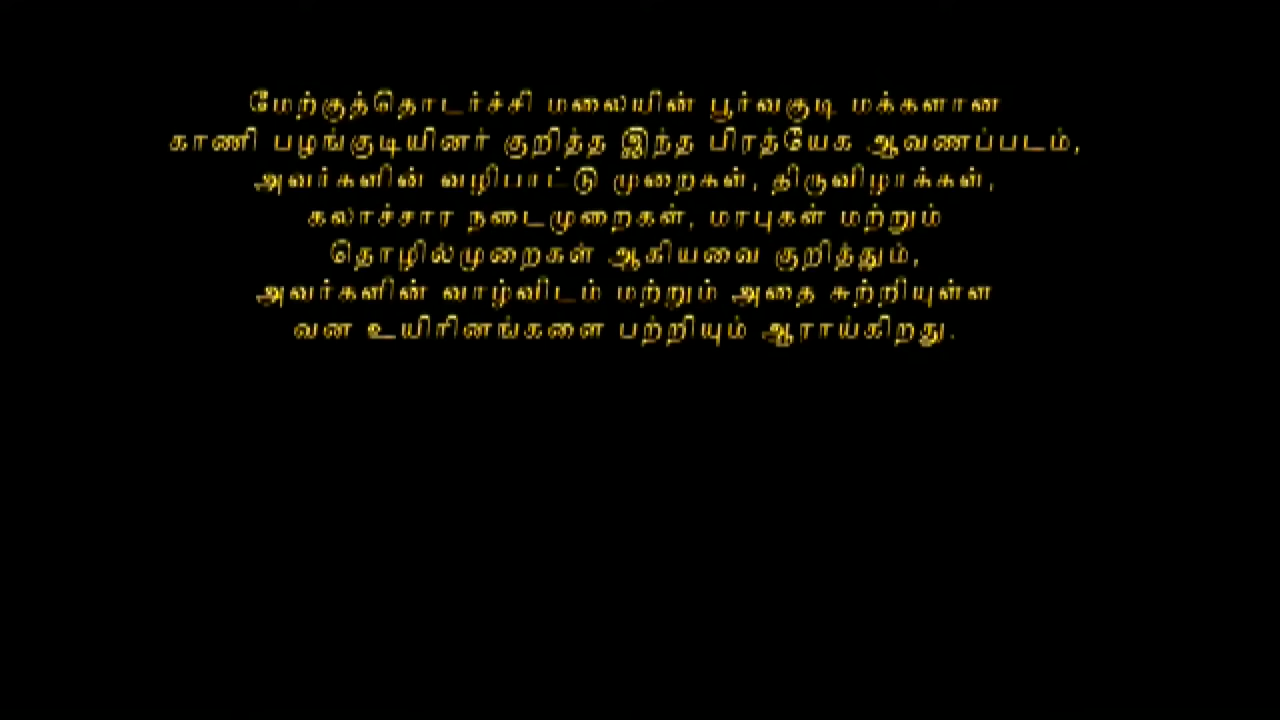 மேற்குத்தொடர்ச்சி மலையின் பூர்வகுடி மக்களான
காணி பழங்குடியினர் குறித்த இந்த பிரத்யேக ஆவணப்படம்,
அவர்களின் வழிபாட்டு முறைகள், திருவிழாக்கள்,
கலாச்சார நடைமுறைகள், மரபுகள் மற்றும்
தொழில்முறைகள் ஆகியவை குறித்தும்,
அவர்களின் வாழ்விடம் மற்றும் அதை சுற்றியுள்ள
வன உயிரினங்களை பற்றியும் ஆராய்கிறது.